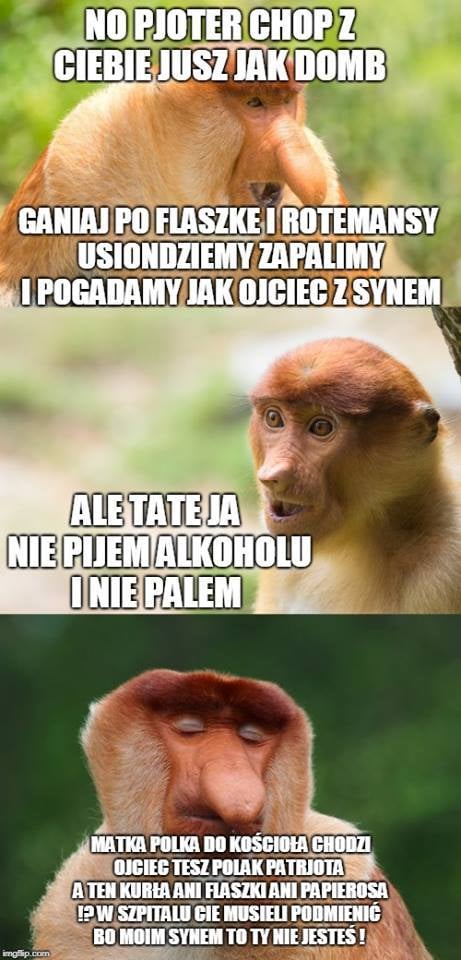 NO PJOTER CHOP Z
CIEBIE JUSZ JAK DOMB
GANIAJ PO FLASZKE I ROTEMANSY
USIONDZIEMY ZAPALIMY
I POGADAMY JAK OJCIEC Z SYNEM
ALE TATE JA
NIE PIJEM ALKOHOLU
I NIE PALEM
MATKA POLKA DO KOŚCIOŁA CHODZI
OJCIEC TESZ POLAK PATRJOTA
A TEN KURŁA ANI FLASZKI ANI PAPIEROSA
!? W SZPITALU CIE MUSIELI PODMIENIĆ
BO MOIM SYNEM TO TY NIE JESTEŚ !
imgflip.com